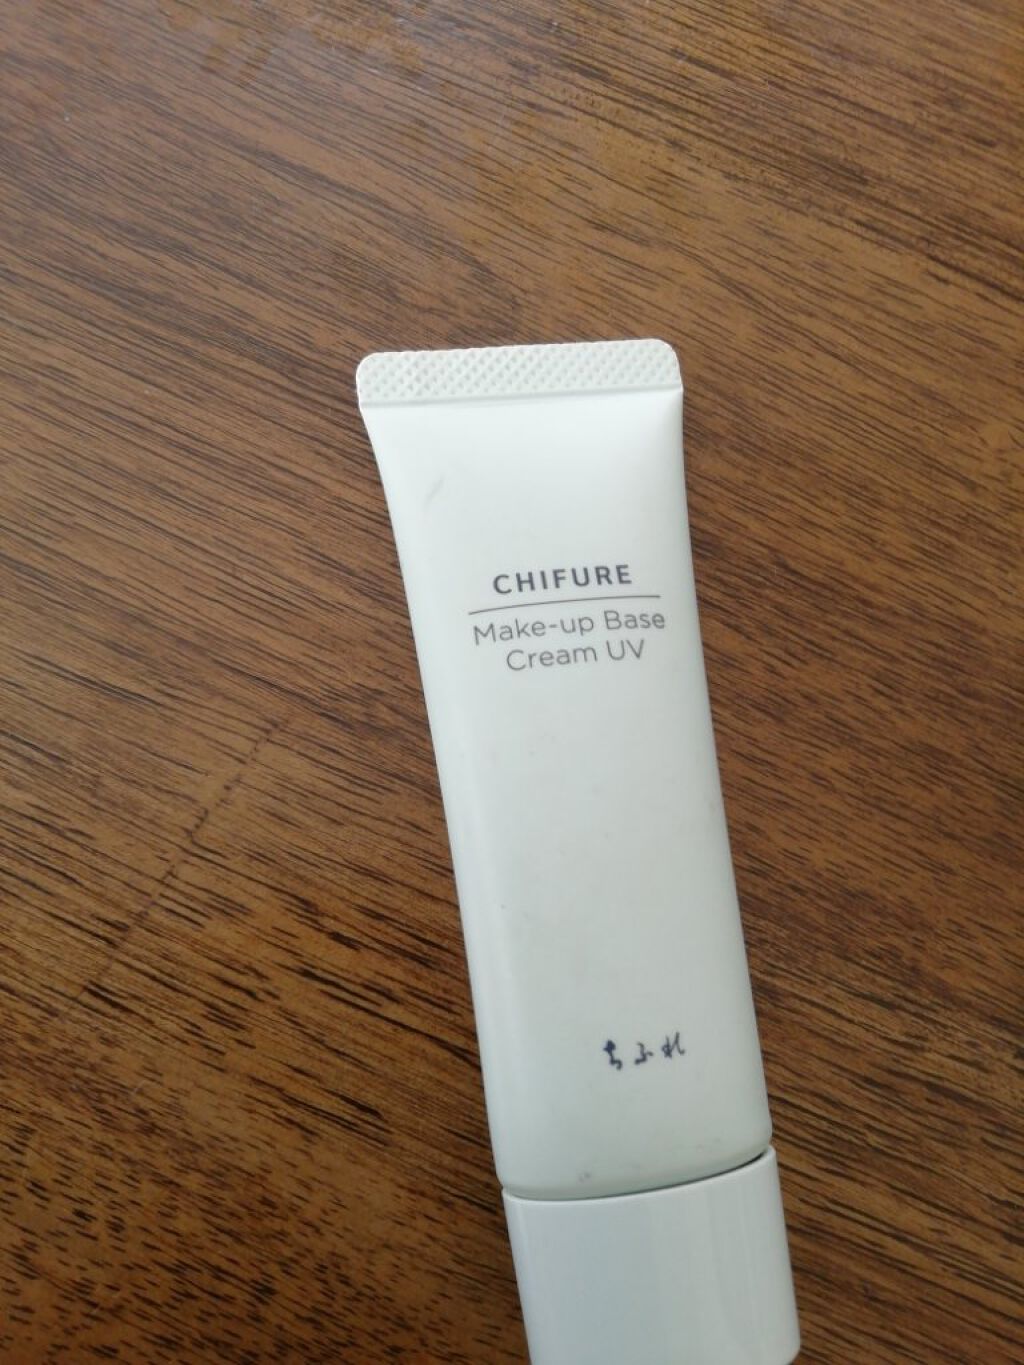 CHIFURE
Make-up Base
Cream UV
ちふれ